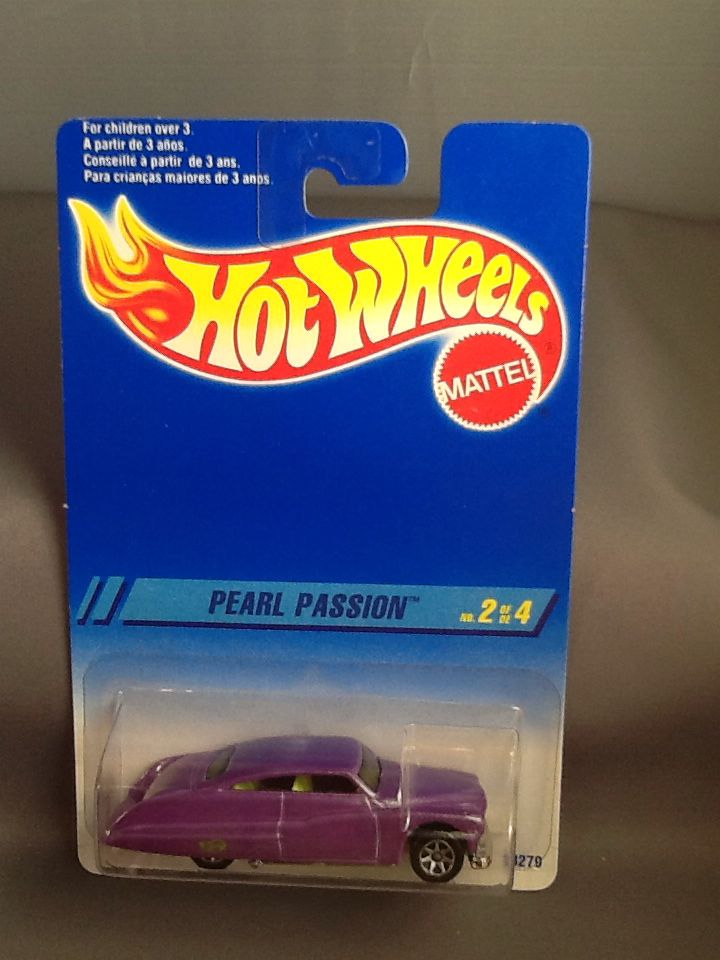 For children over 3.
A partir de 3 años.
Conseillé à partir de 3 ans.
Para crianças maiores de 3 anos.
HOT WHEELS
MATTEL
PEARL PASSION™ NO. 2 OF DE 4